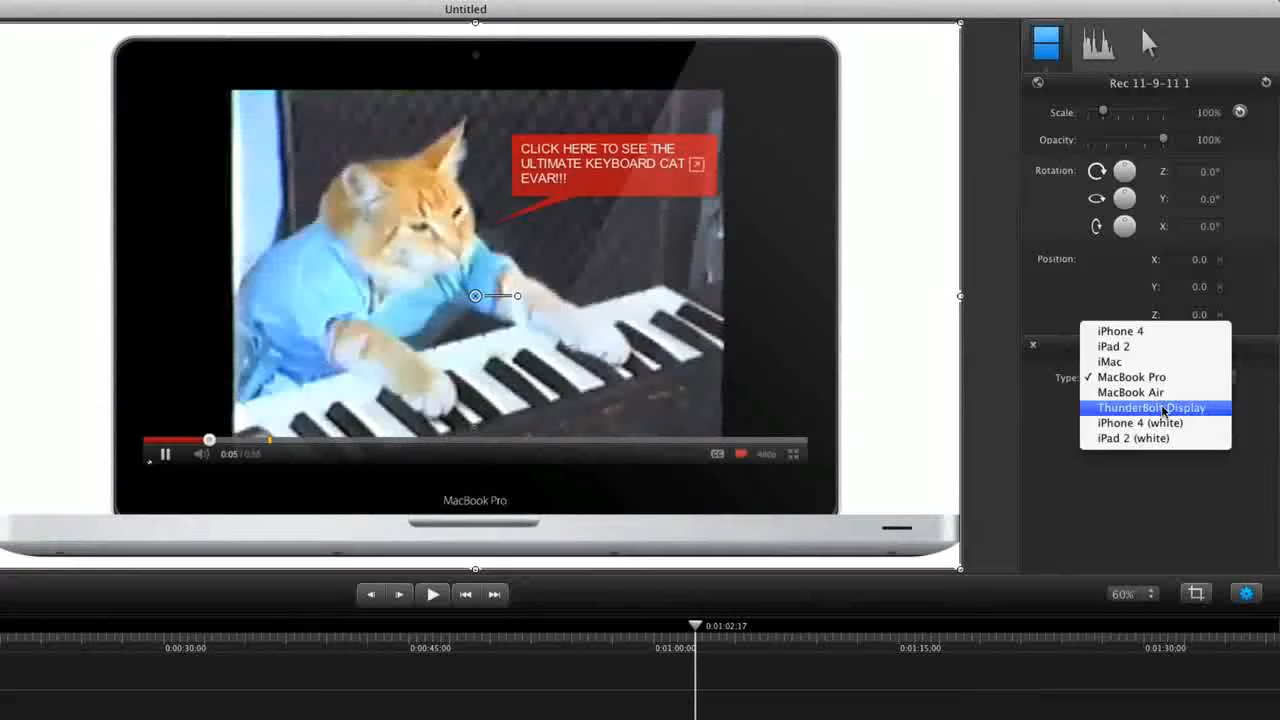 Untitled
CLICK HERE TO SEE THE
ULTIMATE KEYBOARD CAT
EVAR!!!
0:05 / 0:55
CC
480p
MacBook Pro
Rec 11-9-11 1
Scale: 100%
Opacity: 100%
Rotation: Z: 0.0°
Y: 0.0°
X: 0.0°
Position: X: 0.0
Y: 0.0
Z: 0.0
x
Type:
iPhone 4
iPad 2
iMac
✓ MacBook Pro
MacBook Air
ThunderBolt Display
iPhone 4 (white)
iPad 2 (white)
60%
0:01:02:17
0:00:30:00 0:00:45:00 0:01:00:00 0:01:15:00 0:01:30:00